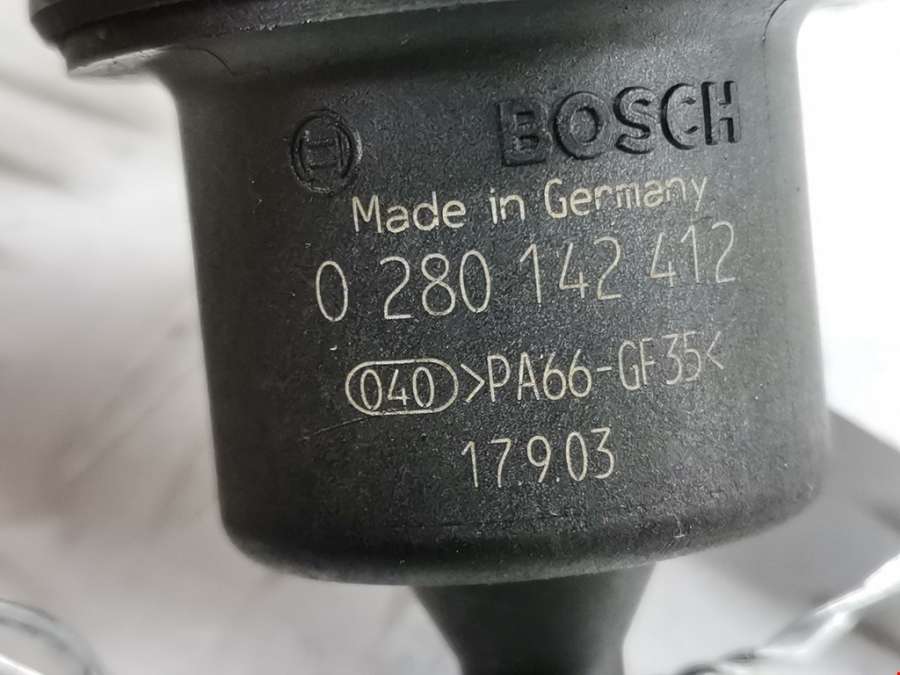 BOSCH
Made in Germany
0 280 142 412
040 >PA66-GF35<
17.9.03